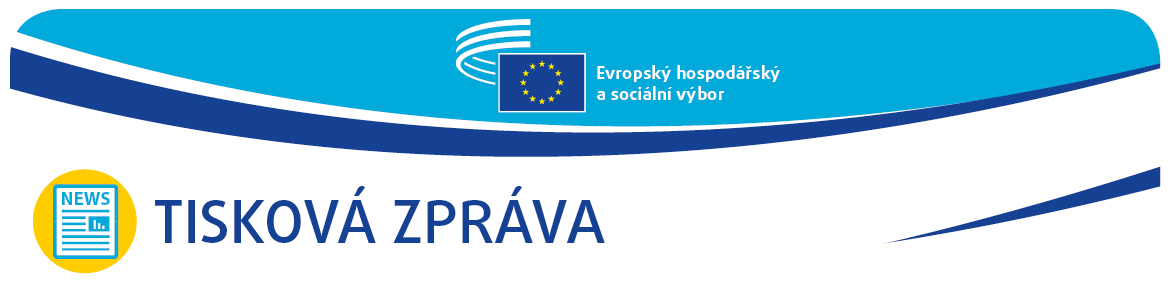 Evropský hospodářský
a sociální výbor
NEWS
TISKOVÁ ZPRÁVA